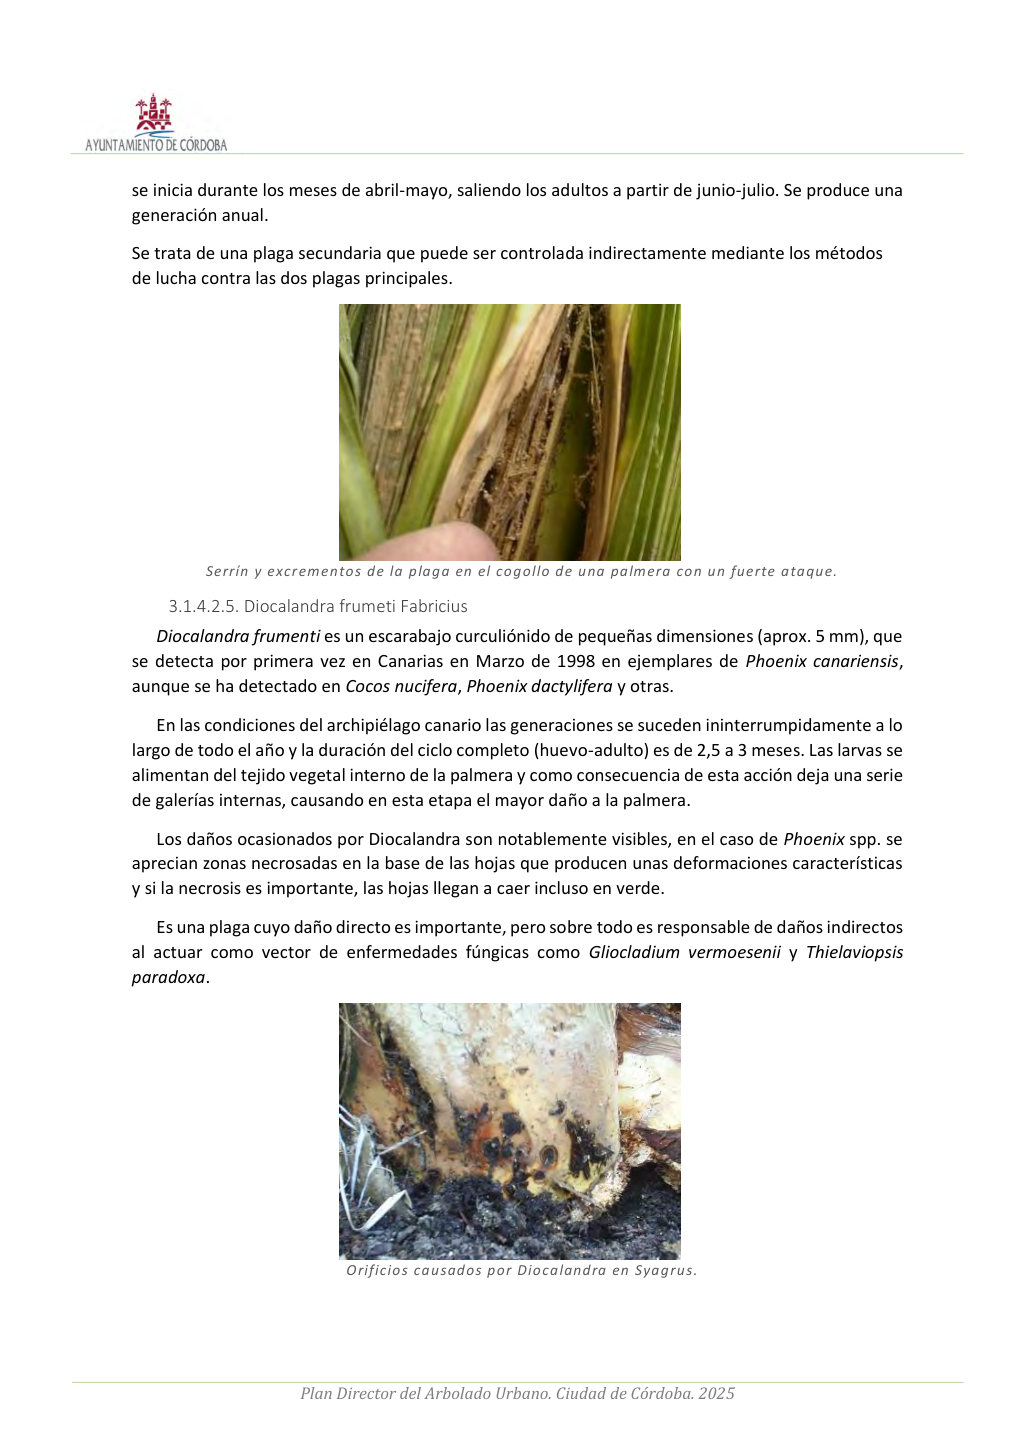 AYUNTAMIENTO DE CÓRDOBA
se inicia durante los meses de abril-mayo, saliendo los adultos a partir de junio-julio. Se produce una
generación anual.
Se trata de una plaga secundaria que puede ser controlada indirectamente mediante los métodos
de lucha contra las dos plagas principales.
Serrín y excrementos de la plaga en el cogollo de una palmera con un fuerte ataque.
3.1.4.2.5. Diocalandra frumeti Fabricius
Diocalandra frumenti es un escarabajo curculiónido de pequeñas dimensiones (aprox. 5 mm), que
se detecta por primera vez en Canarias en Marzo de 1998 en ejemplares de Phoenix canariensis,
aunque se ha detectado en Cocos nucifera, Phoenix dactylifera y otras.
En las condiciones del archipiélago canario las generaciones se suceden ininterrumpidamente a lo
largo de todo el año y la duración del ciclo completo (huevo-adulto) es de 2,5 a 3 meses. Las larvas se
alimentan del tejido vegetal interno de la palmera y como consecuencia de esta acción deja una serie
de galerías internas, causando en esta etapa el mayor daño a la palmera.
Los daños ocasionados por Diocalandra son notablemente visibles, en el caso de Phoenix spp. se
aprecian zonas necrosadas en la base de las hojas que producen unas deformaciones características
y si la necrosis es importante, las hojas llegan a caer incluso en verde.
Es una plaga cuyo daño directo es importante, pero sobre todo es responsable de daños indirectos
al actuar como vector de enfermedades fúngicas como Gliocladium vermoesenii y Thielaviopsis
paradoxa.
Orificios causados por Diocalandra en Syagrus.
Plan Director del Arbolado Urbano. Ciudad de Córdoba. 2025